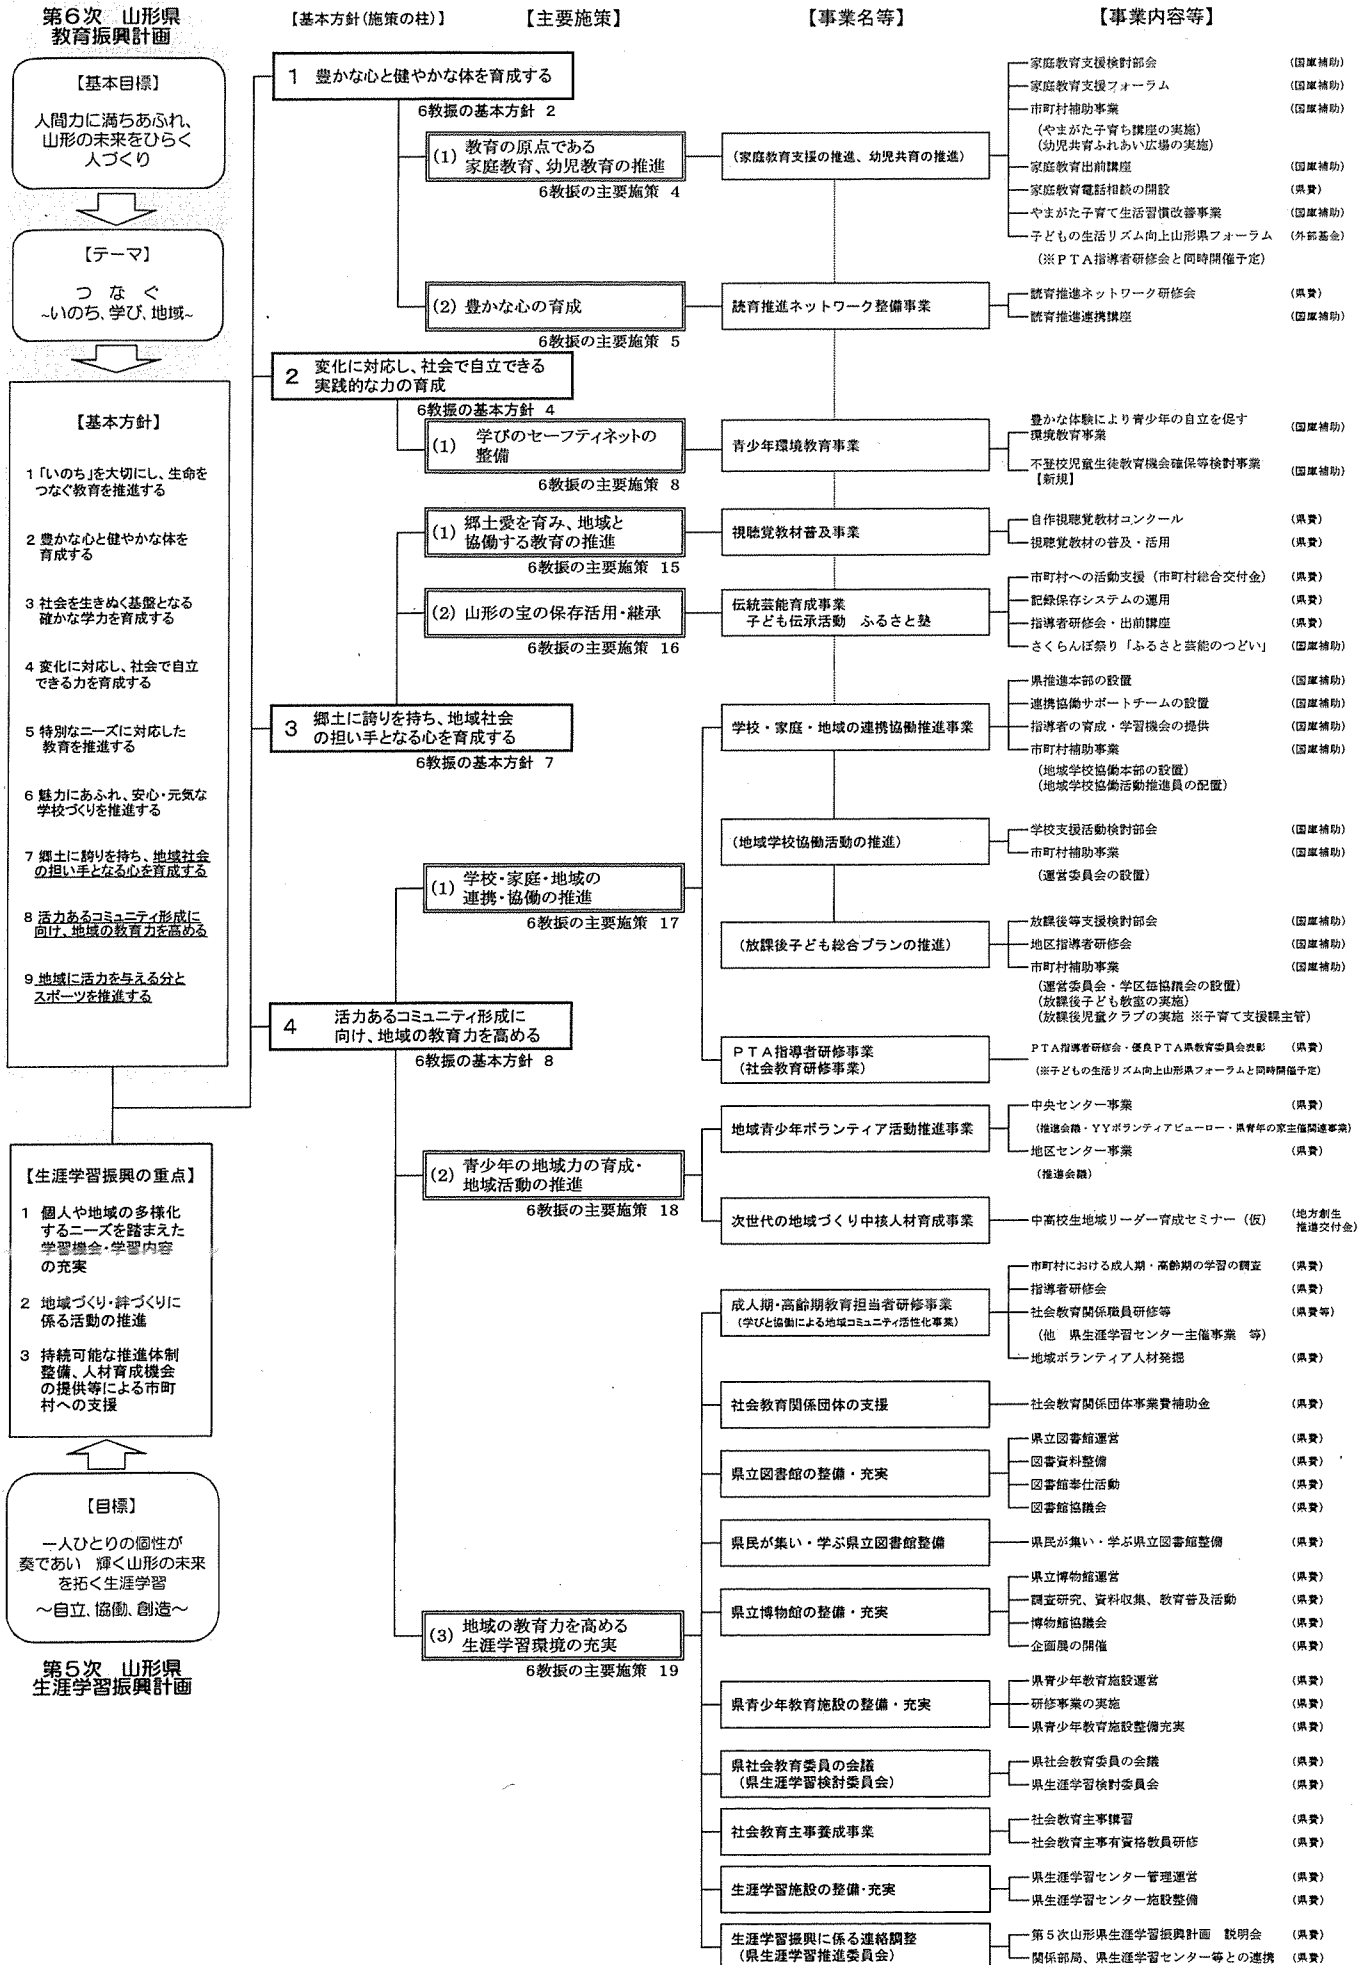 第6次　山形県
教育振興計画
【基本目標】
人間力に満ちあふれ、
山形の未来をひらく
人づくり
【テーマ】
つ　な　ぐ
~いのち、学び、地域~
【基本方針】
1 「いのち」を大切にし、生命を
つなぐ教育を推進する
2 豊かな心と健やかな体を
育成する
3 社会を生きぬく基盤となる
確かな学力を育成する
4 変化に対応し、社会で自立
できる力を育成する
5 特別なニーズに対応した
教育を推進する
6 魅力にあふれ、安心・元気な
学校づくりを推進する
7 郷土に誇りを持ち、地域社会
の担い手となる心を育成する
8 活力あるコミュニティ形成に
向け、地域の教育力を高める
9 地域に活力を与える分と
スポーツを推進する
【生涯学習振興の重点】
1 個人や地域の多様化
するニーズを踏まえた
学習機会・学習内容
の充実
2 地域づくり・絆づくりに
係る活動の推進
3 持続可能な推進体制
整備、人材育成機会
の提供等による市町
村への支援
【目標】
一人ひとりの個性が
奏であい　輝く山形の未来
を拓く生涯学習
～自立、協働、創造～
第5次　山形県
生涯学習振興計画
【基本方針(施策の柱)】
【主要施策】
【事業名等】
【事業内容等】
1 豊かな心と健やかな体を育成する
6教振の基本方針 2
(1) 教育の原点である
家庭教育、幼児教育の推進
6教振の主要施策 4
(家庭教育支援の推進、幼児共育の推進)
家庭教育支援検討部会 (国庫補助)
家庭教育支援フォーラム (国庫補助)
市町村補助事業 (国庫補助)
(やまがた子育ち講座の実施)
(幼児共育ふれあい広場の実施)
家庭教育出前講座 (国庫補助)
家庭教育電話相談の開設 (県費)
やまがた子育て生活習慣改善事業 (国庫補助)
子どもの生活リズム向上山形県フォーラム (外部基金)
(※PTA指導者研修会と同時開催予定)
(2) 豊かな心の育成
6教振の主要施策 5
読育推進ネットワーク整備事業
読育推進ネットワーク研修会 (県費)
読育推進連携講座 (国庫補助)
2 変化に対応し、社会で自立できる
実践的な力の育成
6教振の基本方針 4
(1) 学びのセーフティネットの
整備
6教振の主要施策 8
青少年環境教育事業
豊かな体験により青少年の自立を促す
環境教育事業 (国庫補助)
不登校児童生徒教育機会確保等検討事業 (国庫補助)
【新規】
(1) 郷土愛を育み、地域と
協働する教育の推進
6教振の主要施策 15
視聴覚教材普及事業
自作視聴覚教材コンクール (県費)
視聴覚教材の普及・活用 (県費)
(2) 山形の宝の保存活用・継承
6教振の主要施策 16
伝統芸能育成事業
子ども伝承活動　ふるさと塾
市町村への活動支援（市町村総合交付金） (県費)
記録保存システムの運用 (県費)
指導者研修会・出前講座 (県費)
さくらんぼ祭り「ふるさと芸能のつどい」 (国庫補助)
3 郷土に誇りを持ち、地域社会
の担い手となる心を育成する
6教振の基本方針 7
学校・家庭・地域の連携協働推進事業
県推進本部の設置 (国庫補助)
連携協働サポートチームの設置 (国庫補助)
指導者の育成・学習機会の提供 (国庫補助)
市町村補助事業 (国庫補助)
(地域学校協働本部の設置)
(地域学校協働活動推進員の配置)
(地域学校協働活動の推進)
学校支援活動検討部会 (国庫補助)
市町村補助事業 (国庫補助)
(運営委員会の設置)
(1) 学校・家庭・地域の
連携・協働の推進
6教振の主要施策 17
(放課後子ども総合プランの推進)
放課後等支援検討部会 (国庫補助)
地区指導者研修会 (国庫補助)
市町村補助事業 (国庫補助)
(運営委員会・学区毎協議会の設置)
(放課後子ども教室の実施)
(放課後児童クラブの実施 ※子育て支援課主管)
4 活力あるコミュニティ形成に
向け、地域の教育力を高める
6教振の基本方針 8
PTA指導者研修事業
(社会教育研修事業)
PTA指導者研修会・優良PTA県教育委員会表彰 (県費)
(※子どもの生活リズム向上山形県フォーラムと同時開催予定)
(2) 青少年の地域力の育成・
地域活動の推進
6教振の主要施策 18
地域青少年ボランティア活動推進事業
中央センター事業 (県費)
(推進会議・YYボランティアビューロー・県青年の家主催関連事業)
地区センター事業 (県費)
(推進会議)
次世代の地域づくり中核人材育成事業
中高校生地域リーダー育成セミナー（仮） (地方創生
推進交付金)
成人期・高齢期教育担当者研修事業
(学びと協働による地域コミュニティ活性化事業)
市町村における成人期・高齢期の学習の調査 (県費)
指導者研修会 (県費)
社会教育関係職員研修等 (県費等)
(他　県生涯学習センター主催事業　等)
地域ボランティア人材発掘 (県費)
社会教育関係団体の支援
社会教育関係団体事業費補助金 (県費)
県立図書館の整備・充実
県立図書館運営 (県費)
図書資料整備 (県費)
図書館奉仕活動 (県費)
図書館協議会 (県費)
県民が集い・学ぶ県立図書館整備
県民が集い・学ぶ県立図書館整備 (県費)
(3) 地域の教育力を高める
生涯学習環境の充実
6教振の主要施策 19
県立博物館の整備・充実
県立博物館運営 (県費)
調査研究、資料収集、教育普及活動 (県費)
博物館協議会 (県費)
企画展の開催 (県費)
県青少年教育施設の整備・充実
県青少年教育施設運営 (県費)
研修事業の実施 (県費)
県青少年教育施設整備充実 (県費)
県社会教育委員の会議
(県生涯学習検討委員会)
県社会教育委員の会議 (県費)
県生涯学習検討委員会 (県費)
社会教育主事養成事業
社会教育主事講習 (県費)
社会教育主事有資格教員研修 (県費)
生涯学習施設の整備・充実
県生涯学習センター管理運営 (県費)
県生涯学習センター施設整備 (県費)
生涯学習振興に係る連絡調整
(県生涯学習推進委員会)
第5次山形県生涯学習振興計画　説明会 (県費)
関係部局、県生涯学習センター等との連携 (県費)